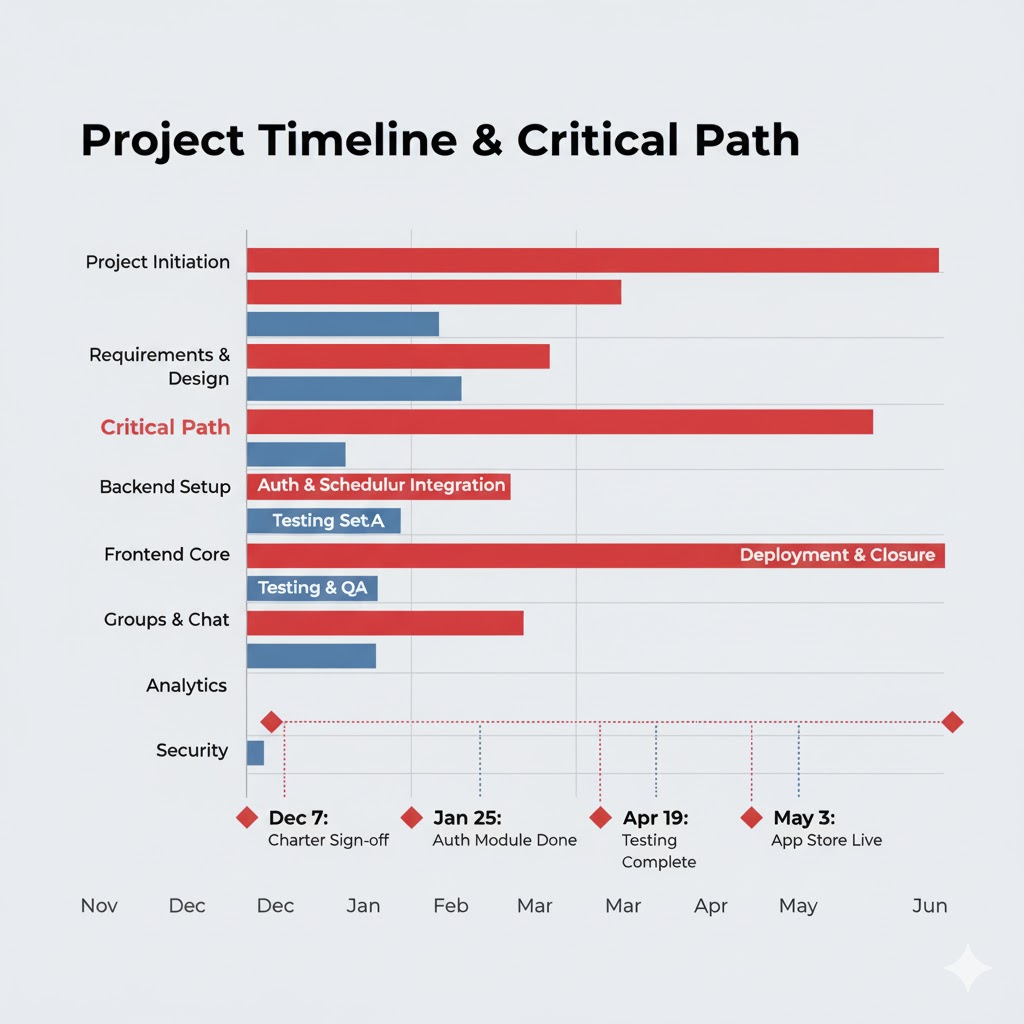 Project Timeline & Critical Path
Project Initiation
Requirements &
Design
Critical Path
Backend Setup
Auth & Schedulur Integration
Testing Set.A
Frontend Core
Deployment & Closure
Testing & QA
Groups & Chat
Analytics
Security
Dec 7:
Charter Sign-off
Jan 25:
Auth Module Done
Apr 19:
Testing
Complete
May 3:
App Store Live
Nov Dec Dec Jan Feb Mar Mar Apr May Jun